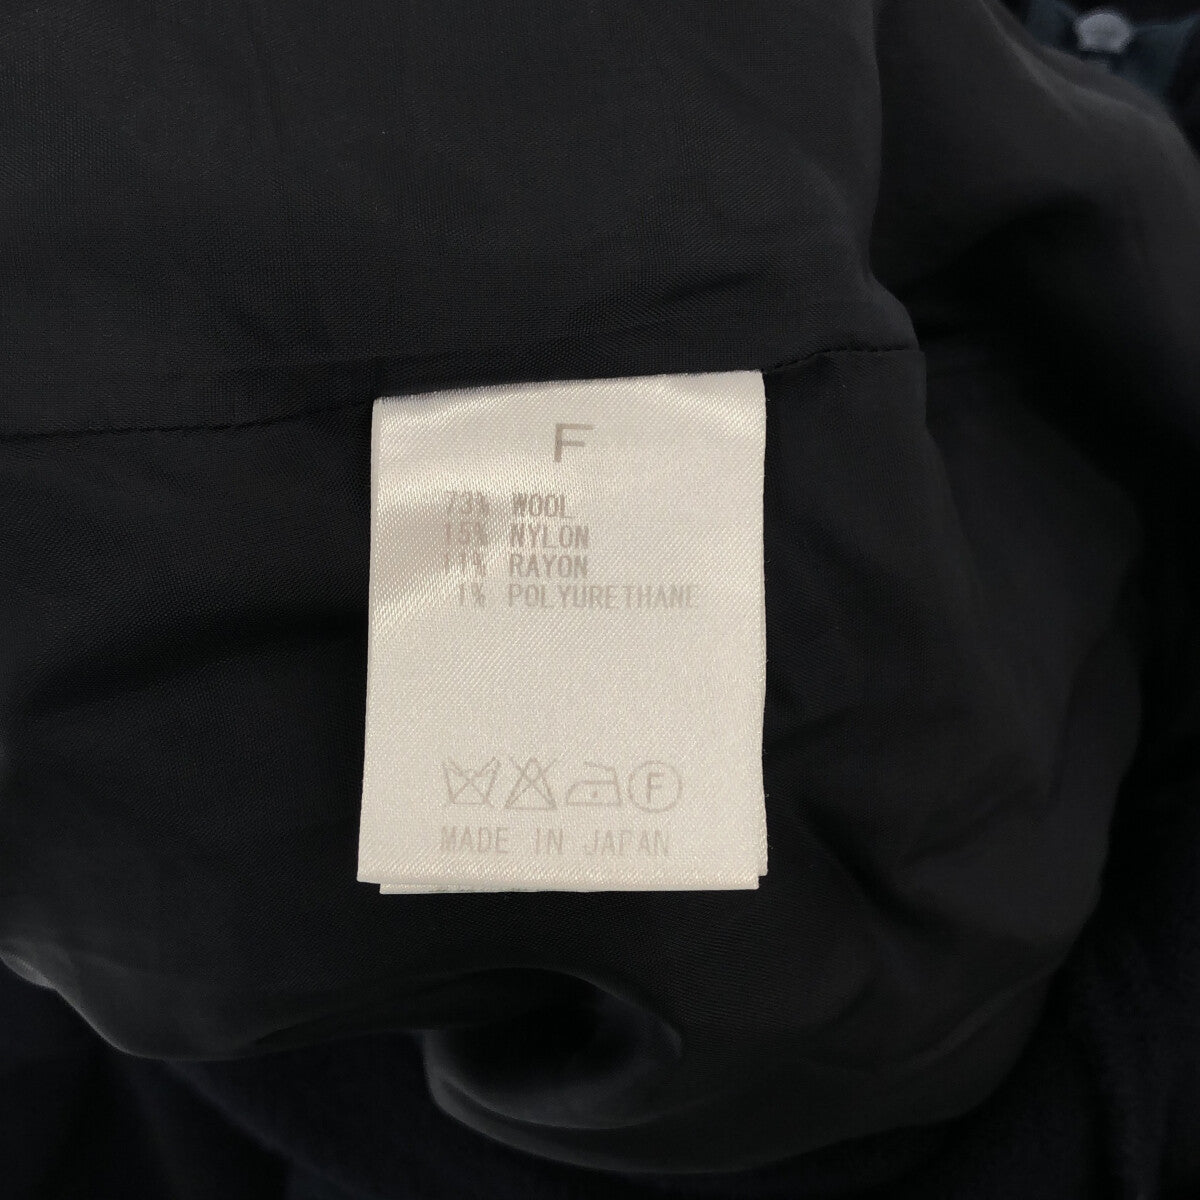 F
73% WOOL
15% NYLON
11% RAYON
1% POLYURETHANE
F
MADE IN JAPAN